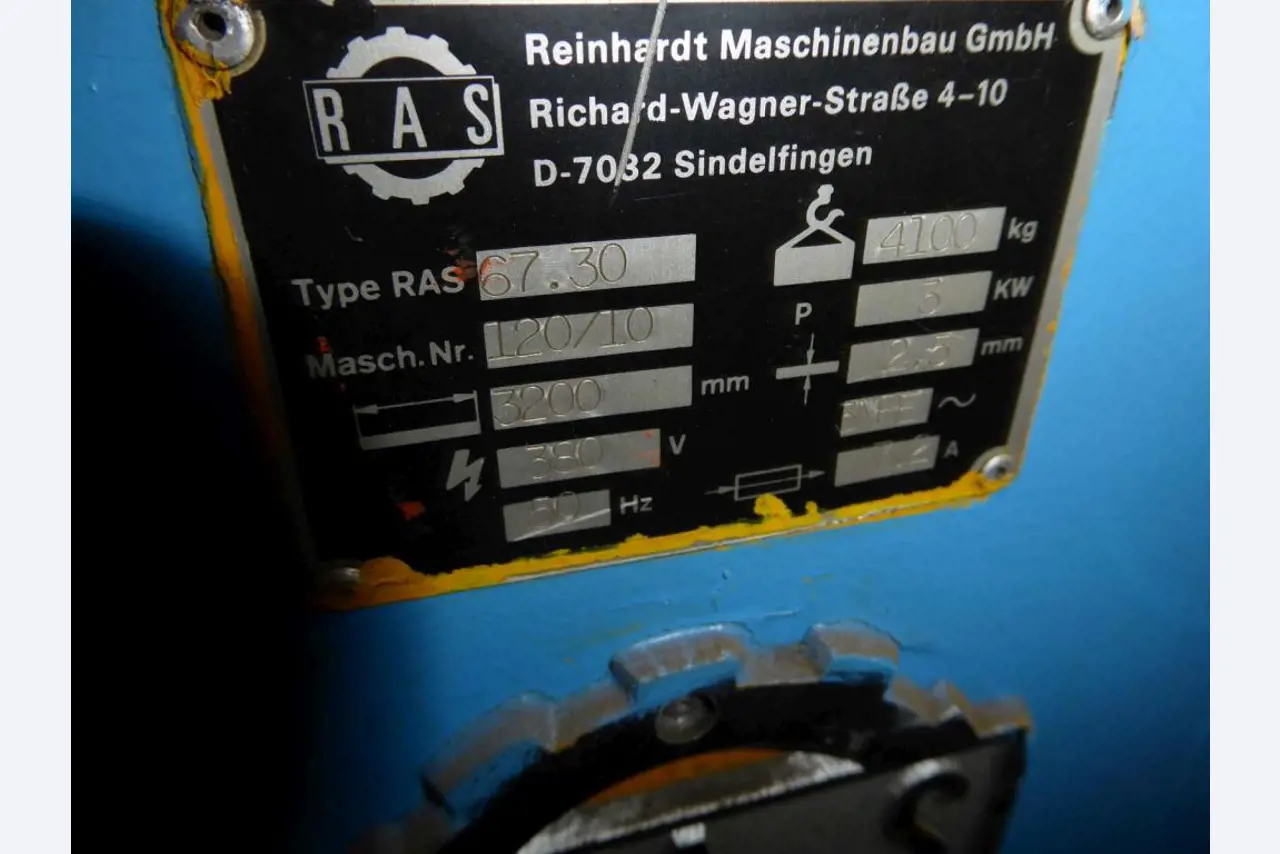 RAS
Reinhardt Maschinenbau GmbH
Richard-Wagner-Straße 4-10
D-7032 Sindelfingen
Type RAS 67.30
Masch.Nr. 120/10
3200 mm
380 V
50 Hz
4100 kg
P 3 KW
2.5 mm
~
A